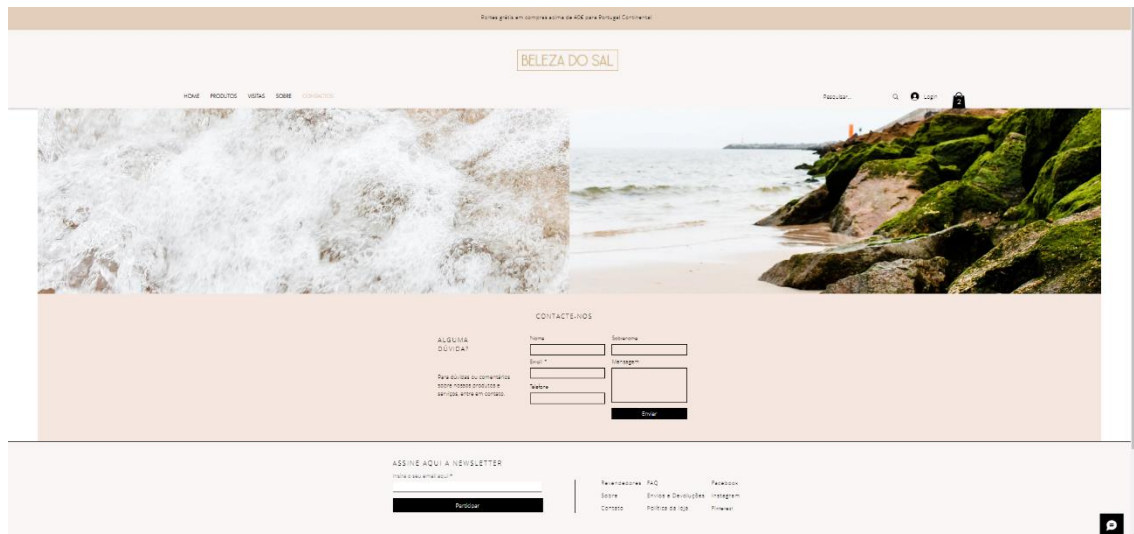 Portes grátis em compras acima de 40€ para Portugal Continental
BELEZA DO SAL
HOME PRODUTOS VISITAS SOBRE CONTACTOS
Pesquisar... Login 2
CONTACTE-NOS
ALGUMA
DÚVIDA?
Para dúvidas ou comentários
sobre nossos produtos e
serviços, entre em contato.
Nome Sobrenome
Email * Mensagem
Telefone
Enviar
ASSINE AQUI A NEWSLETTER
Insira o seu email aqui *
Participar
Revendedores FAQ Facebook
Sobre Envios e Devoluções Instagram
Contato Política da loja Pinterest